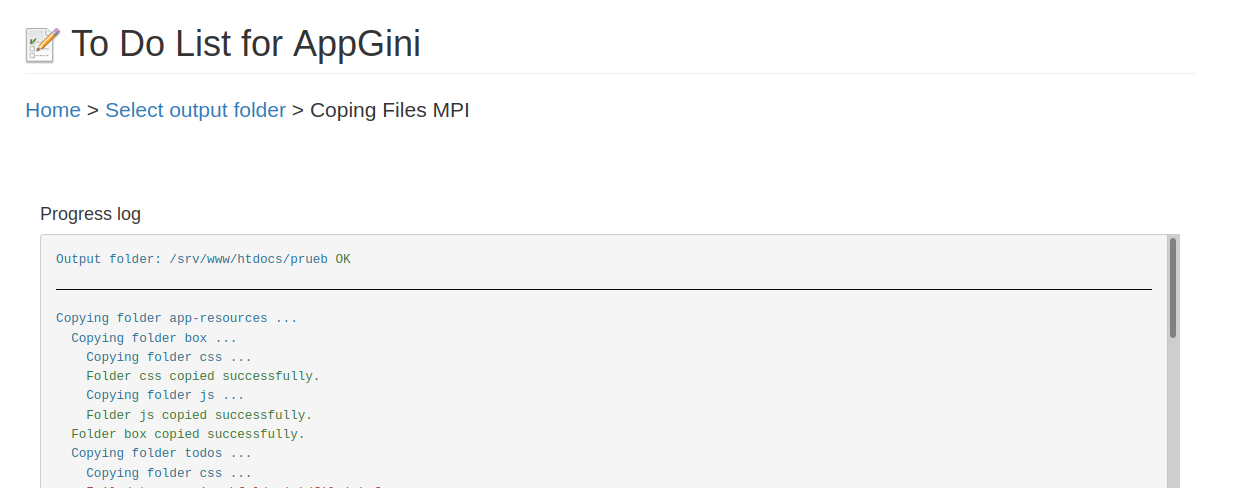 To Do List for AppGini
Home > Select output folder > Coping Files MPI
Progress log
Output folder: /srv/www/htdocs/prueb OK
Copying folder app-resources ...
Copying folder box ...
Copying folder css ...
Folder css copied successfully.
Copying folder js ...
Folder js copied successfully.
Folder box copied successfully.
Copying folder todos ...
Copying folder css ...